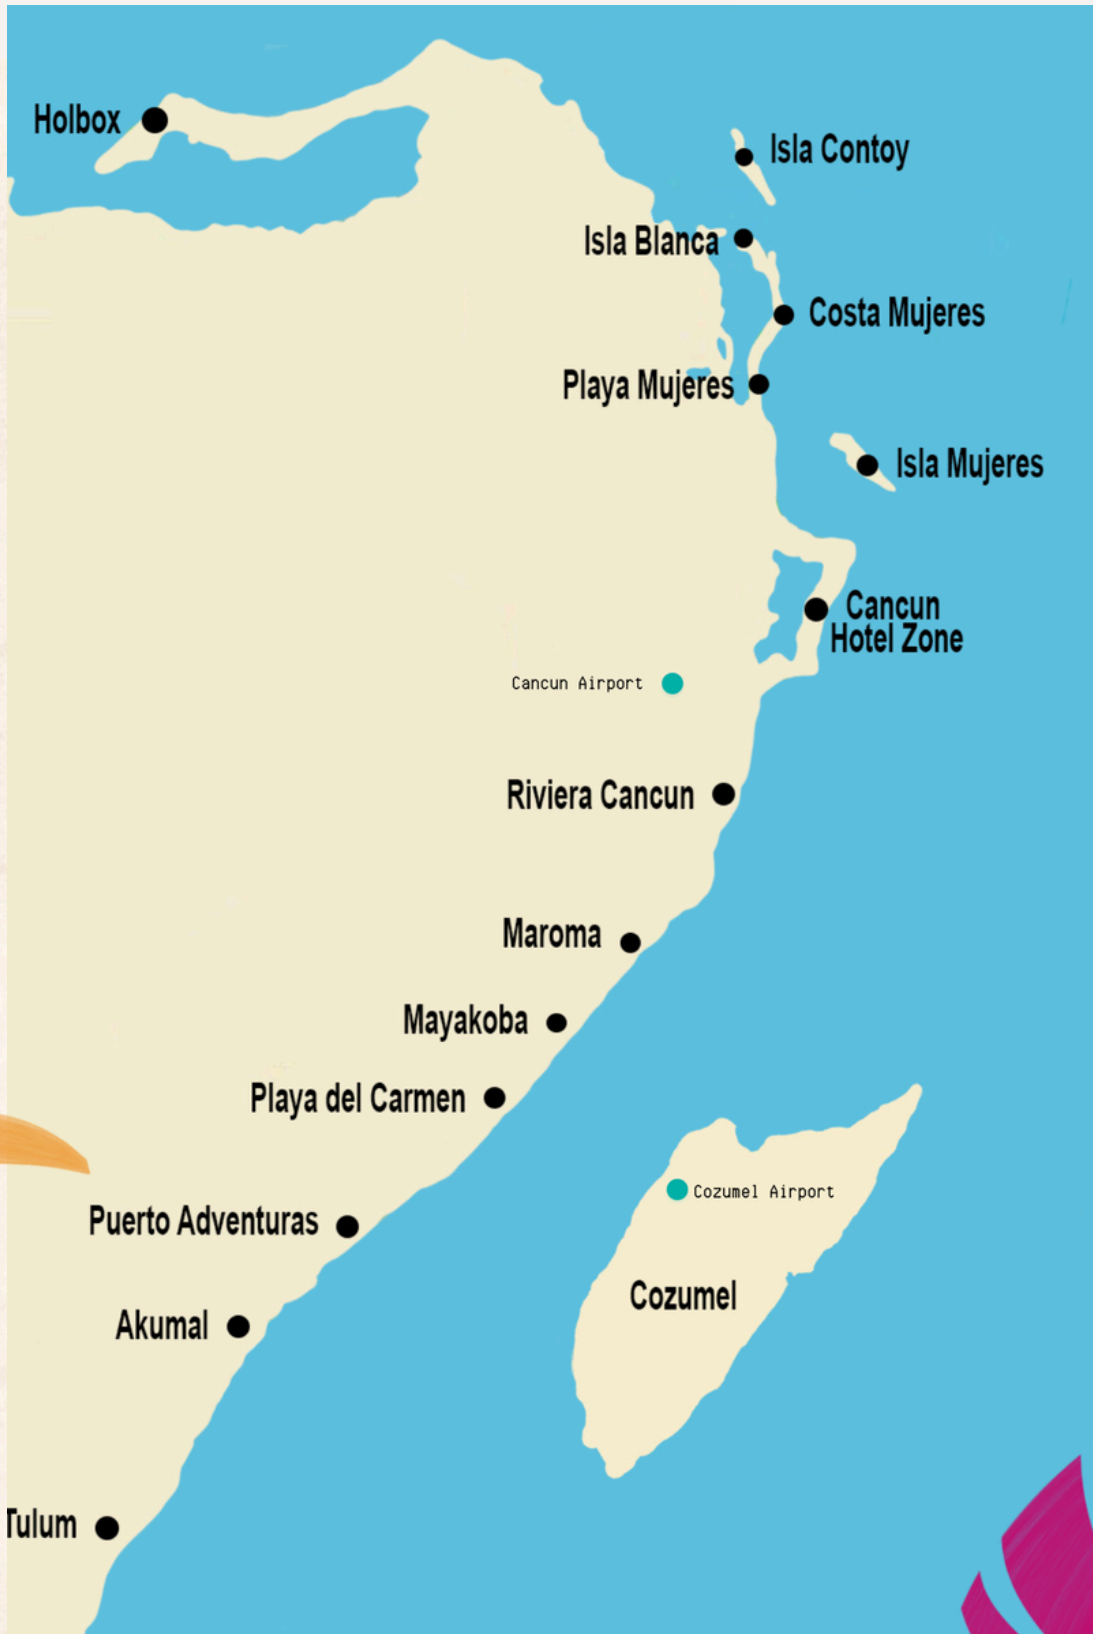 Holbox
Isla Contoy
Isla Blanca
Costa Mujeres
Playa Mujeres
Isla Mujeres
Cancun
Hotel Zone
Cancun Airport
Riviera Cancun
Maroma
Mayakoba
Playa del Carmen
Cozumel Airport
Puerto Adventuras
Cozumel
Akumal
Tulum